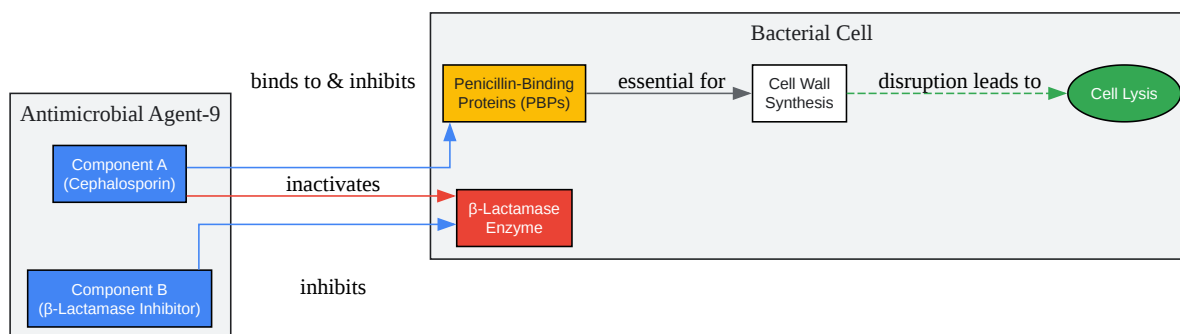 Bacterial Cell
binds to & inhibits
Penicillin-Binding
Proteins (PBPs)
essential for
Cell Wall
Synthesis
disruption leads to
Cell Lysis
Antimicrobial Agent-9
Component A
(Cephalosporin)
inactivates
β-Lactamase
Enzyme
Component B
(β-Lactamase Inhibitor)
inhibits